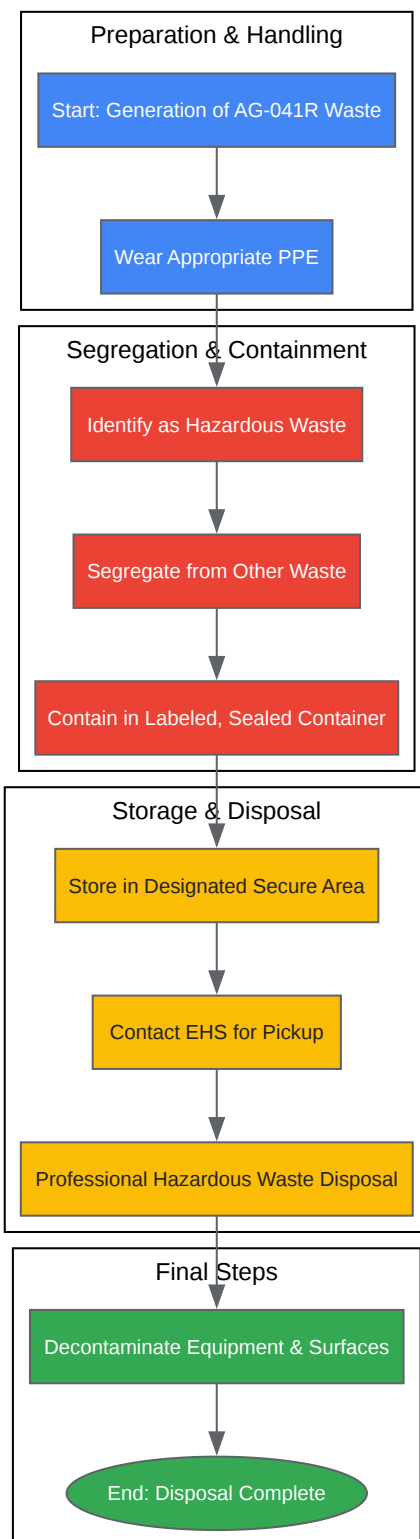 Preparation & Handling
Start: Generation of AG-041R Waste
Wear Appropriate PPE
Segregation & Containment
Identify as Hazardous Waste
Segregate from Other Waste
Contain in Labeled, Sealed Container
Storage & Disposal
Store in Designated Secure Area
Contact EHS for Pickup
Professional Hazardous Waste Disposal
Final Steps
Decontaminate Equipment & Surfaces
End: Disposal Complete